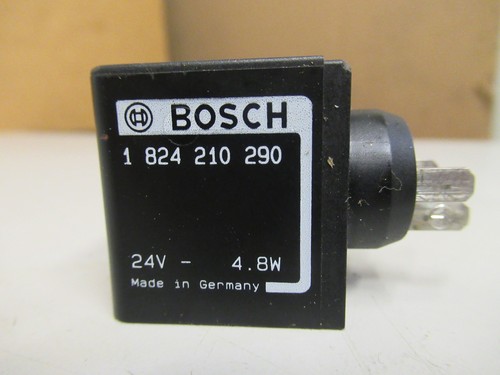 BOSCH
1 824 210 290
24V - 4.8W
Made in Germany